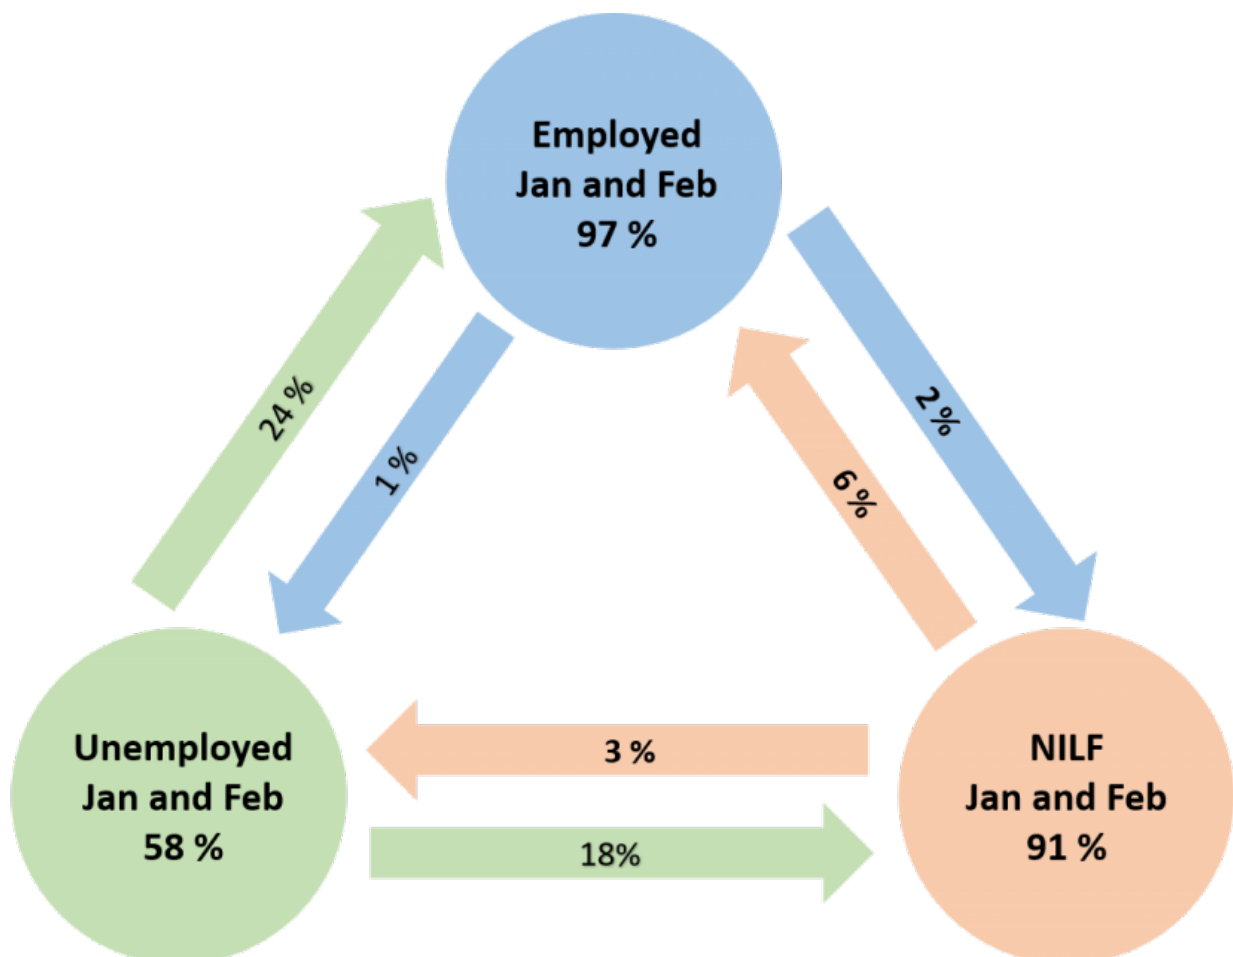 Employed
Jan and Feb
97 %
24 %
1 %
2 %
6 %
Unemployed
Jan and Feb
58 %
3 %
18%
NILF
Jan and Feb
91 %